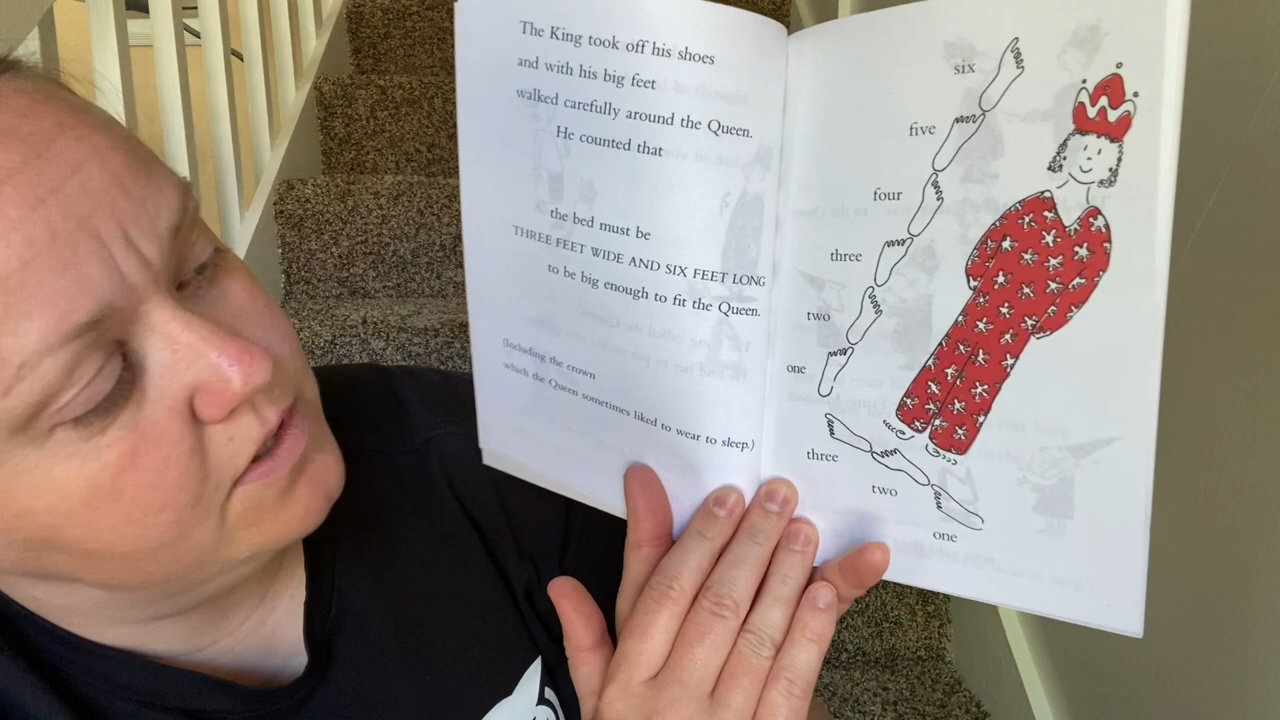 The King took off his shoes
and with his big feet
walked carefully around the Queen.
He counted that
the bed must be
THREE FEET WIDE AND SIX FEET LONG
to be big enough to fit the Queen.
(Including the crown
which the Queen sometimes liked to wear to sleep.)
six
five
four
three
two
one
three
two
one